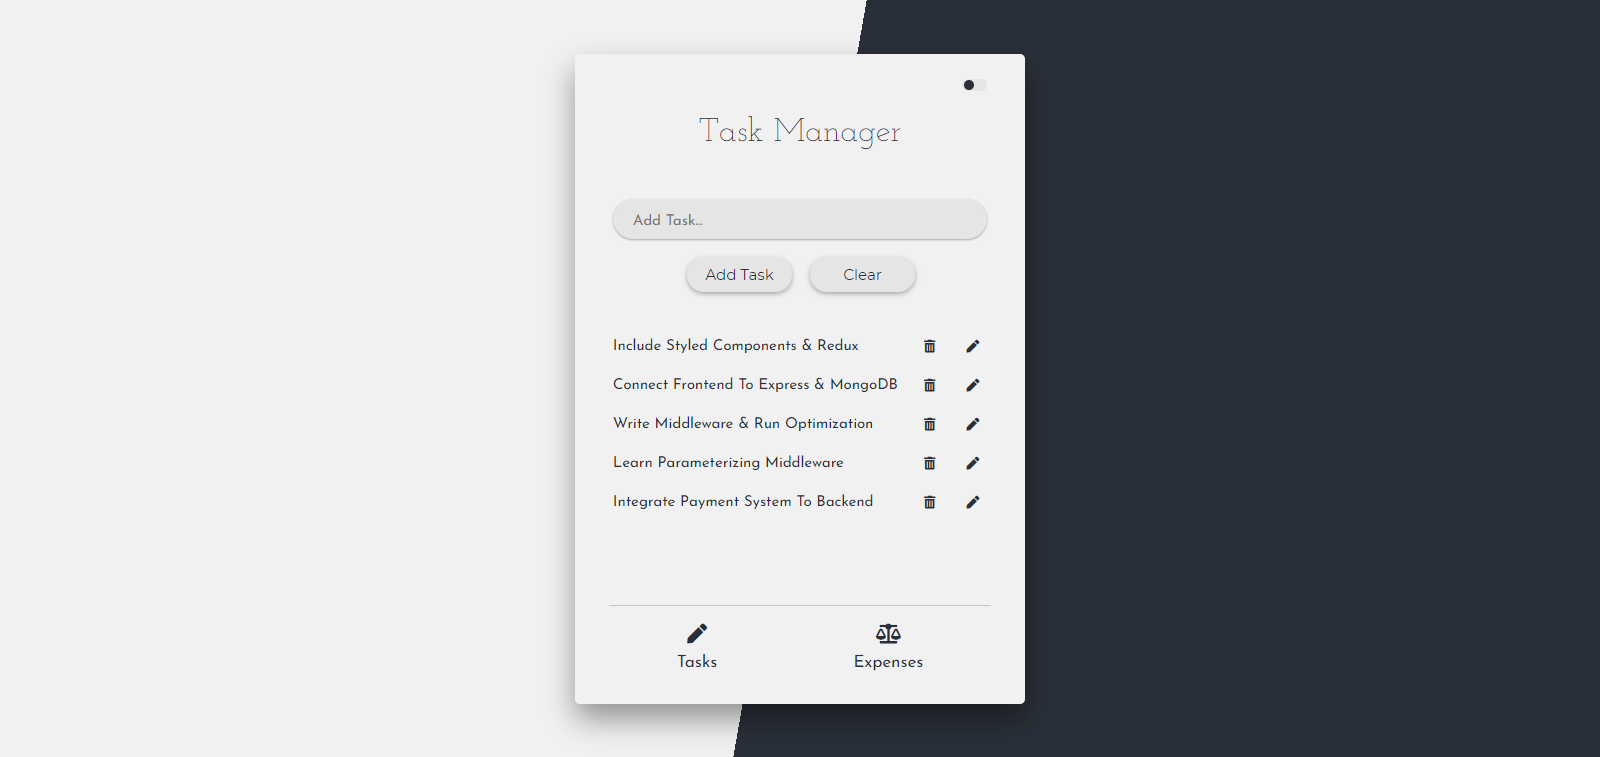 Task Manager
Add Task...
Add Task
Clear
Include Styled Components & Redux
Connect Frontend To Express & MongoDB
Write Middleware & Run Optimization
Learn Parameterizing Middleware
Integrate Payment System To Backend
Tasks
Expenses